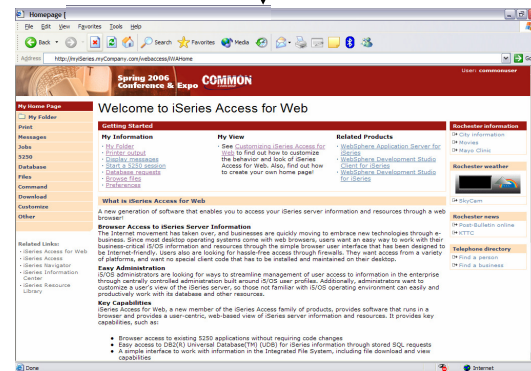 Homepage [
File Edit View Favorites Tools Help
Back Search Favorites Media
Address http://myiSeries.myCompany.com/webaccess/iWAHome Go
Spring 2006
Conference & Expo COMMON
User: commonuser
My Home Page
My Folder
Print
Messages
Jobs
5250
Database
Files
Command
Download
Customize
Other
Related Links:
iSeries Access for Web
iSeries Access
iSeries Navigator
iSeries Information
Center
iSeries Resource
Library
Welcome to iSeries Access for Web
Getting Started
My Information
My Folder
Printer output
Display messages
Start a 5250 session
Database requests
Browse files
Preferences
My View
See Customizing iSeries Access for
Web to find out how to customize
the behavior and look of iSeries
Access for Web. Also, find out how
to create your own home page!
Related Products
WebSphere Application Server for
iSeries
WebSphere Development Studio
Client for iSeries
WebSphere Development Studio
for iSeries
What is iSeries Access for Web
A new generation of software that enables you to access your iSeries server information and resources through a web
browser!
Browser Access to iSeries Server Information
The Internet movement has taken over, and businesses are quickly moving to embrace new technologies through e-
business. Since most desktop operating systems come with web browsers, users want an easy way to work with their
business-critical i5/OS information and resources through the simple browser user interface that has been designed to
be Internet-friendly. Users also are looking for hassle-free access through firewalls. They want access from a variety
of platforms, and want no special client code that has to be installed and maintained on their desktop.
Easy Administration
i5/OS administrators are looking for ways to streamline management of user access to information in the enterprise
through centrally controlled administration built around i5/OS user profiles. Additionally, administrators want to
customize a user's view of the iSeries server, so those not familiar with i5/OS operating environment can easily and
productively work with its database and other resources.
Key Capabilities
iSeries Access for Web, a new member of the iSeries Access family of products, provides software that runs in a
browser and provides a user-centric, web-based view of iSeries server information and resources. It provides key
capabilities, such as:
Browser access to existing 5250 applications without requiring code changes
Easy access to DB2(R) Universal Database(TM) (UDB) for iSeries information through stored SQL requests
A simple interface to work with information in the Integrated File System, including file download and view
capabilities
Rochester information
City information
Movies
Mayo Clinic
Rochester weather
SkyCam
Rochester news
Post-Bulletin online
KTTC
Telephone directory
Find a person
Find a business
Done
Internet